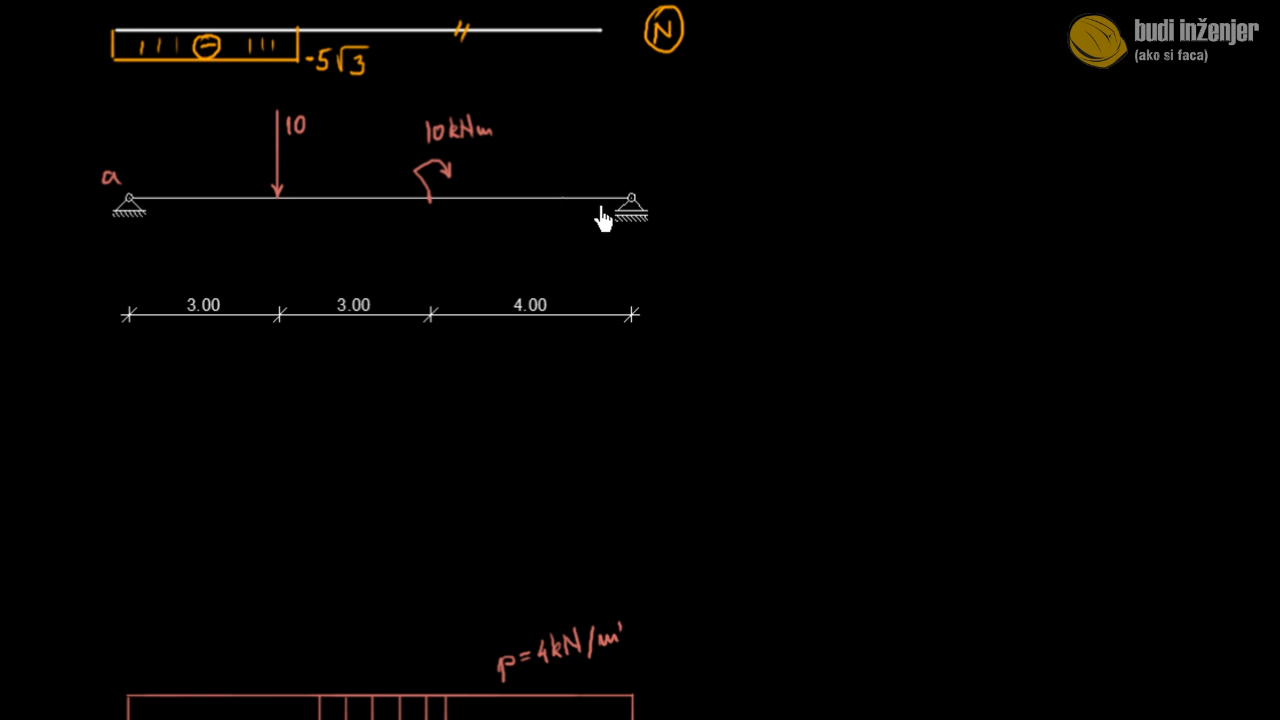 budi inženjer
(ako si faca)
N
-5√3
10
10kNm
a
3.00 3.00 4.00
p=4kN/m'